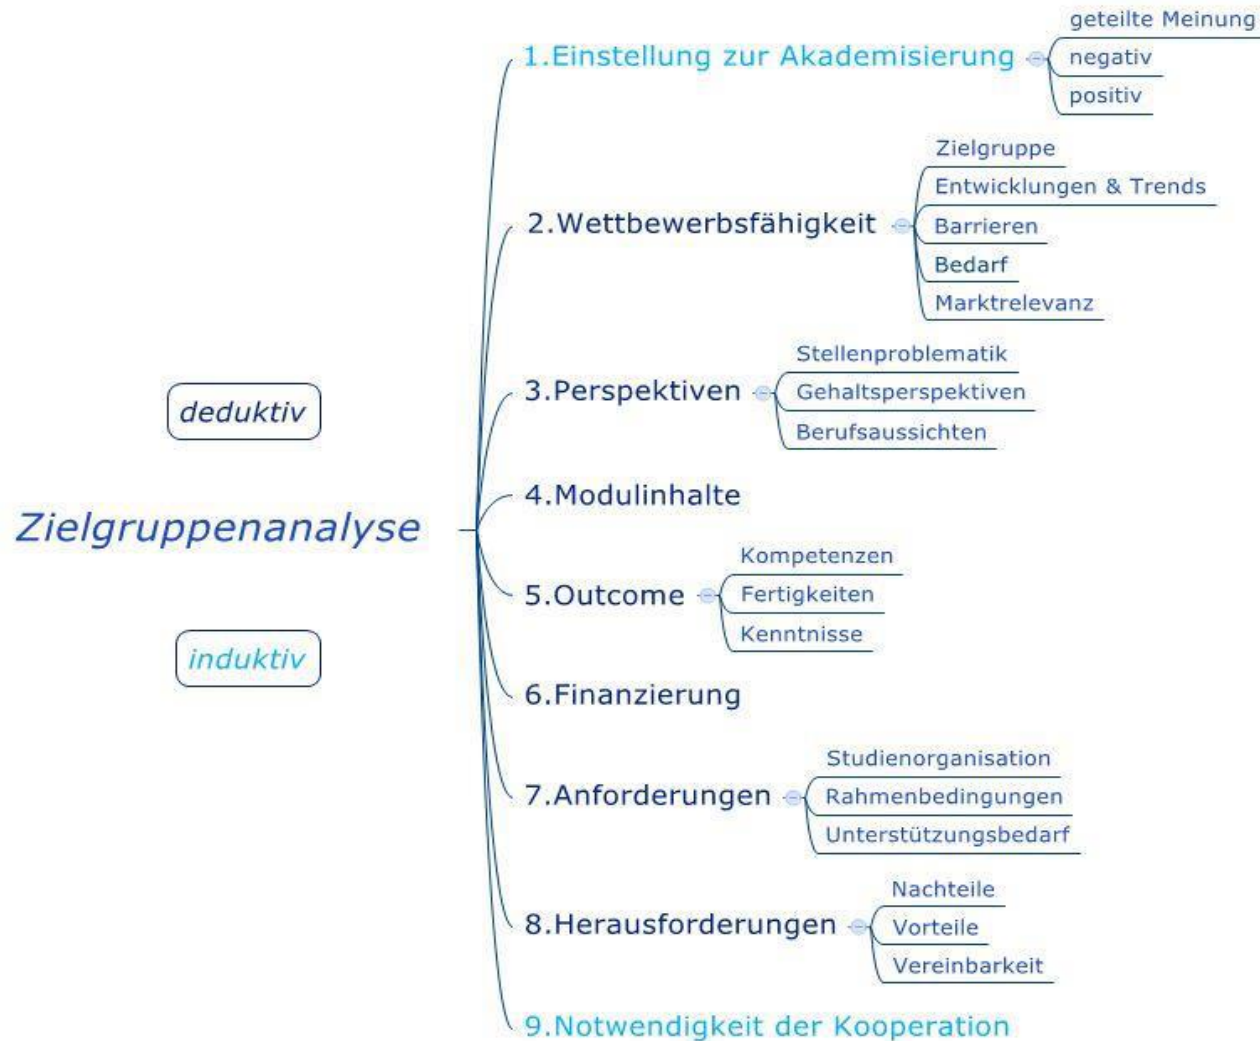 deduktiv
Zielgruppenanalyse
induktiv
1.Einstellung zur Akademisierung
geteilte Meinung
negativ
positiv
2.Wettbewerbsfähigkeit
Zielgruppe
Entwicklungen & Trends
Barrieren
Bedarf
Marktrelevanz
3.Perspektiven
Stellenproblematik
Gehaltsperspektiven
Berufsaussichten
4.Modulinhalte
5.Outcome
Kompetenzen
Fertigkeiten
Kenntnisse
6.Finanzierung
7.Anforderungen
Studienorganisation
Rahmenbedingungen
Unterstützungsbedarf
8.Herausforderungen
Nachteile
Vorteile
Vereinbarkeit
9.Notwendigkeit der Kooperation